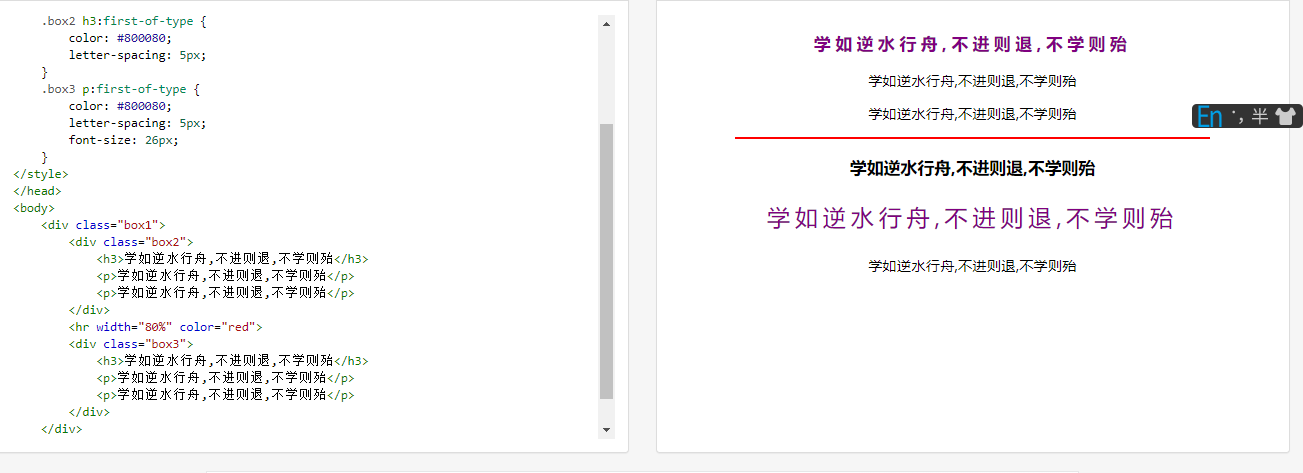 .box2 h3:first-of-type {
color: #800080;
letter-spacing: 5px;
}
.box3 p:first-of-type {
color: #800080;
letter-spacing: 5px;
font-size: 26px;
}
</style>
</head>
<body>
<div class="box1">
<div class="box2">
<h3>学如逆水行舟,不进则退,不学则殆</h3>
<p>学如逆水行舟,不进则退,不学则殆</p>
<p>学如逆水行舟,不进则退,不学则殆</p>
</div>
<hr width="80%" color="red">
<div class="box3">
<h3>学如逆水行舟,不进则退,不学则殆</h3>
<p>学如逆水行舟,不进则退,不学则殆</p>
<p>学如逆水行舟,不进则退,不学则殆</p>
</div>
</div>
学如逆水行舟,不进则退,不学则殆
学如逆水行舟,不进则退,不学则殆
学如逆水行舟,不进则退,不学则殆
学如逆水行舟,不进则退,不学则殆
学如逆水行舟,不进则退,不学则殆
学如逆水行舟,不进则退,不学则殆
En ·, 半